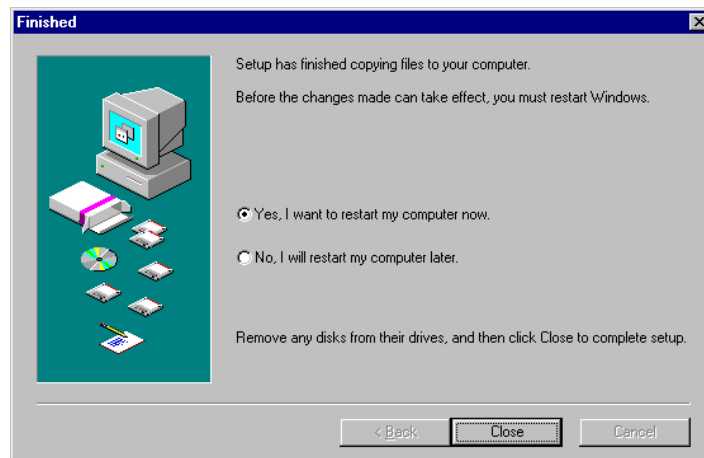 Finished
Setup has finished copying files to your computer.
Before the changes made can take effect, you must restart Windows.
Yes, I want to restart my computer now.
No, I will restart my computer later.
Remove any disks from their drives, and then click Close to complete setup.
< Back
Close
Cancel